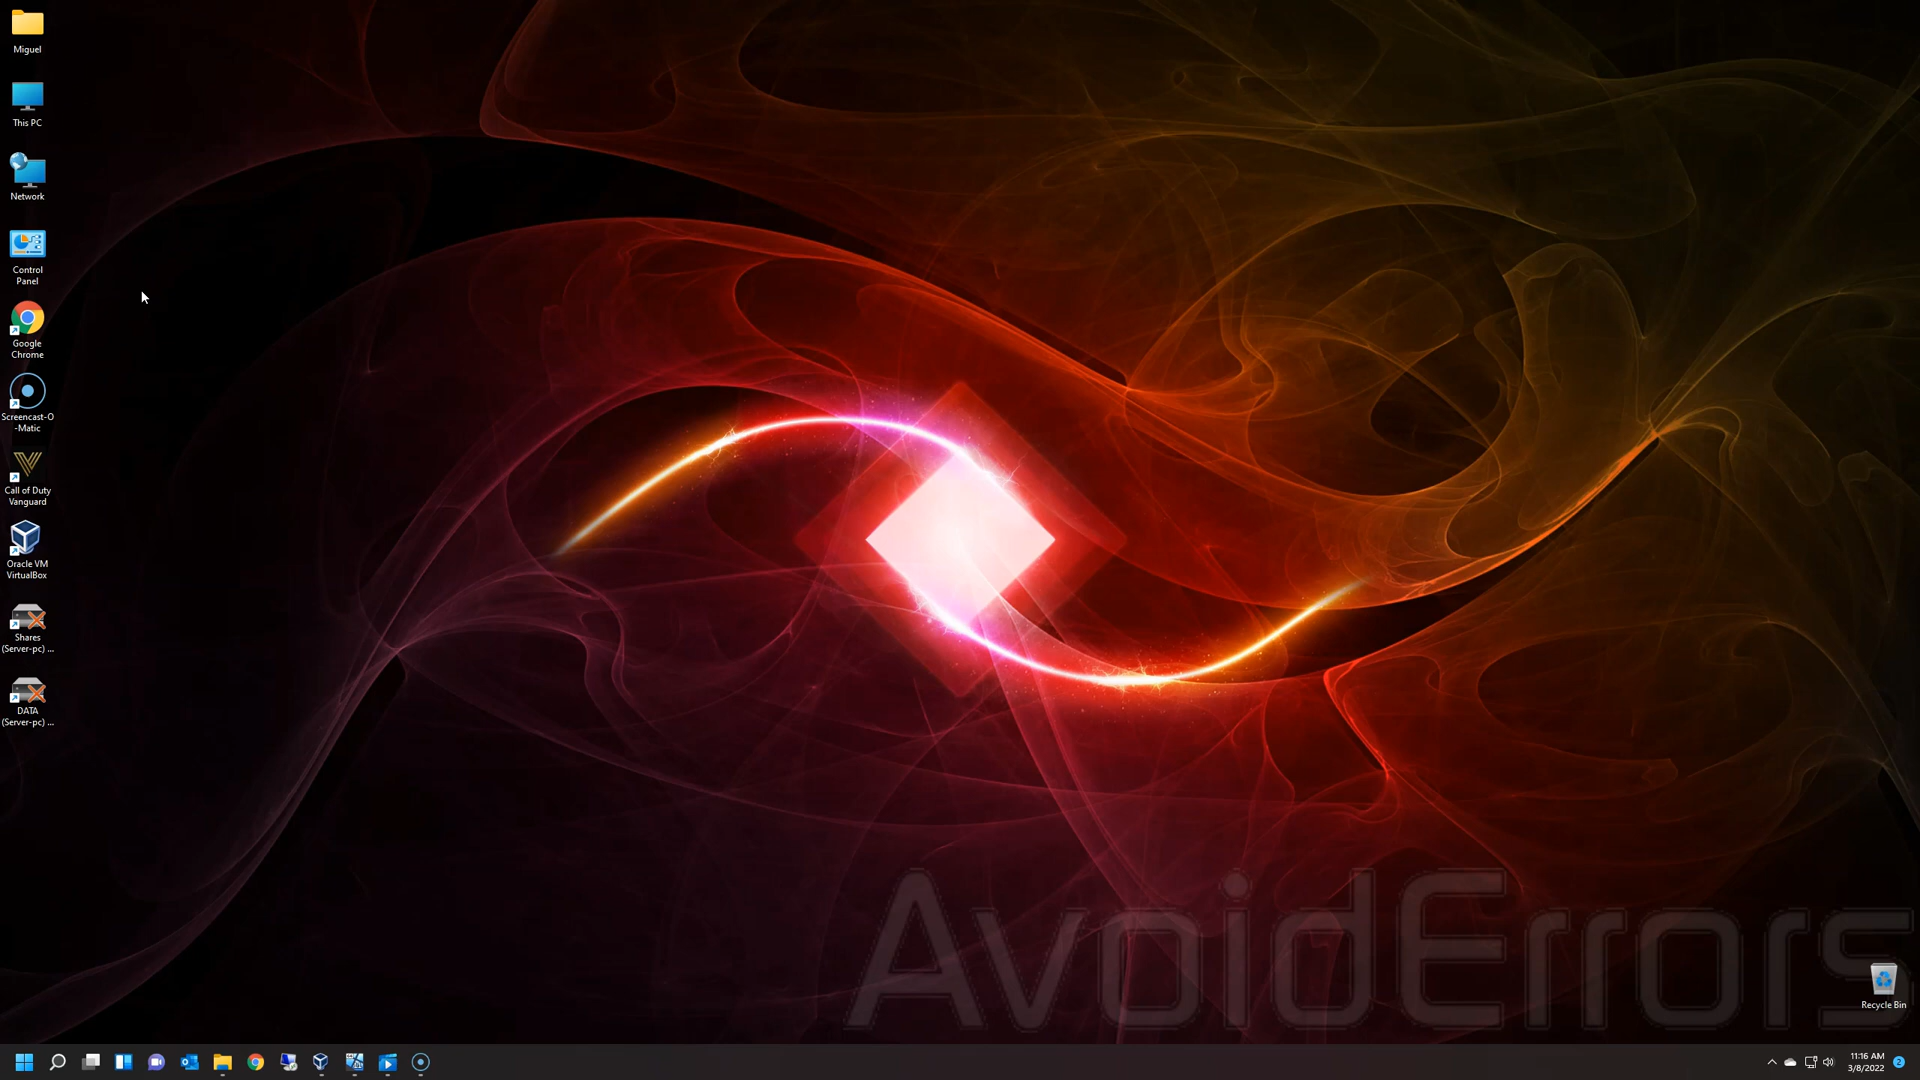 Miguel
This PC
Network
Control
Panel
Google
Chrome
Screencast-O
-Matic
Call of Duty
Vanguard
Oracle VM
VirtualBox
Shares
(Server-pc) ...
DATA
(Server-pc) ...
AvoidErrors
Recycle Bin
11:16 AM
3/8/2022
2